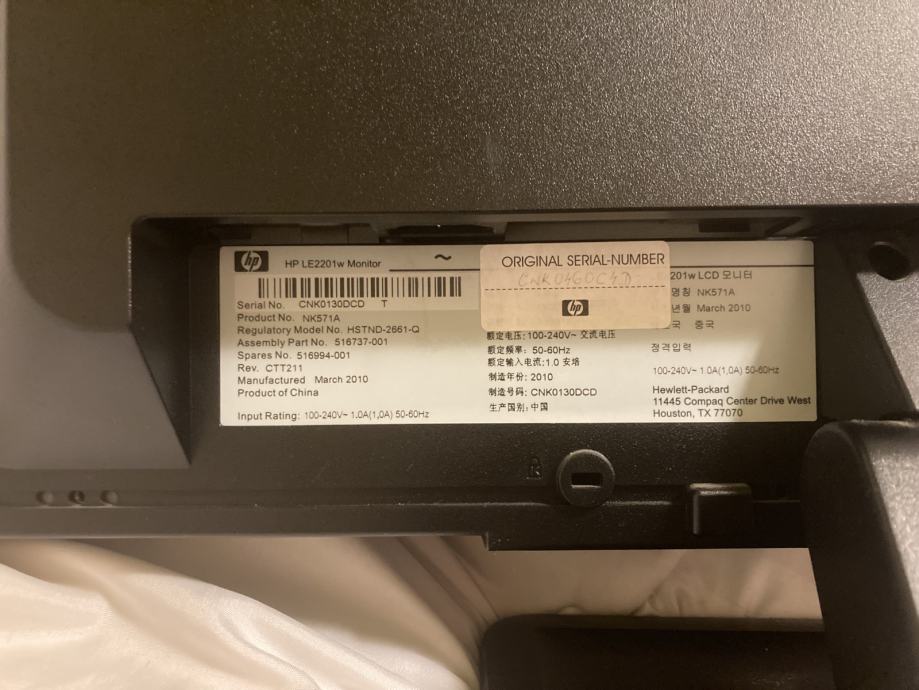 hp HP LE2201w Monitor ~
Serial No. CNK0130DCD T
Product No. NK571A
Regulatory Model No. HSTND-2661-Q
Assembly Part No. 516737-001
Spares No. 516994-001
Rev. CTT211
Manufactured March 2010
Product of China
Input Rating: 100-240V~ 1.0A(1,0A) 50-60Hz
ORIGINAL SERIAL-NUMBER
CNK0460C4D
hp
额定电压:100-240V~ 交流电压
额定频率: 50-60Hz
额定输入电流:1.0 安培
制造年份: 2010
制造号码: CNK0130DCD
生产国别: 中国
201w LCD 모니터
명칭 NK571A
년월 March 2010
국 중국
정격입력
100-240V~ 1.0A(1,0A) 50-60Hz
Hewlett-Packard
11445 Compaq Center Drive West
Houston, TX 77070